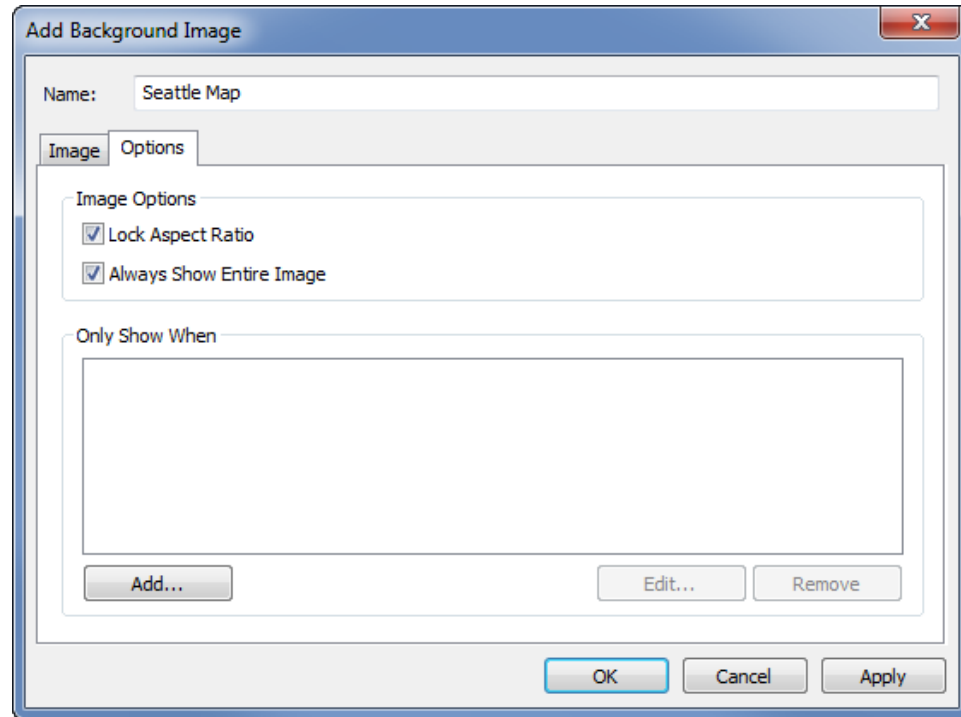 Add Background Image
Name: Seattle Map
Image Options
Image Options
Lock Aspect Ratio
Always Show Entire Image
Only Show When
Add... Edit... Remove
OK Cancel Apply